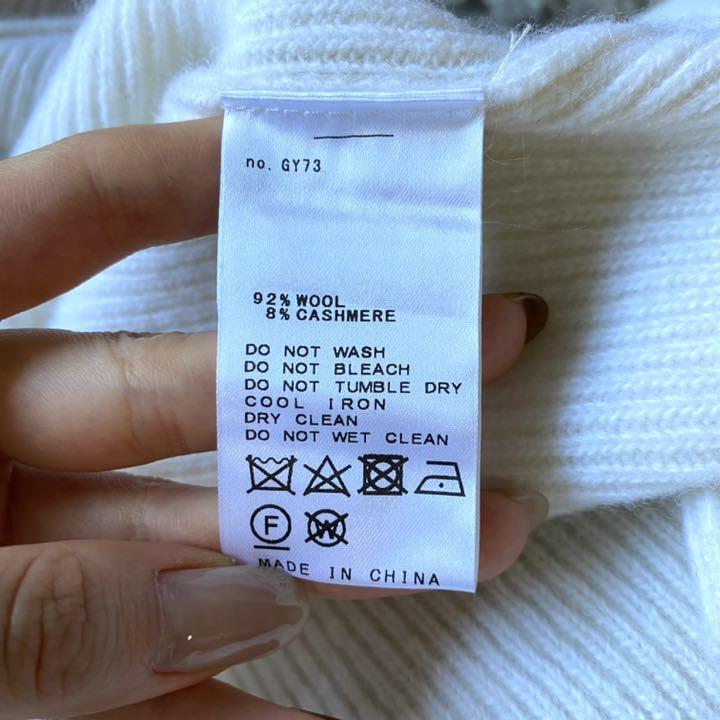 no. GY73
92% WOOL
8% CASHMERE
DO NOT WASH
DO NOT BLEACH
DO NOT TUMBLE DRY
COOL IRON
DRY CLEAN
DO NOT WET CLEAN
F W
MADE IN CHINA